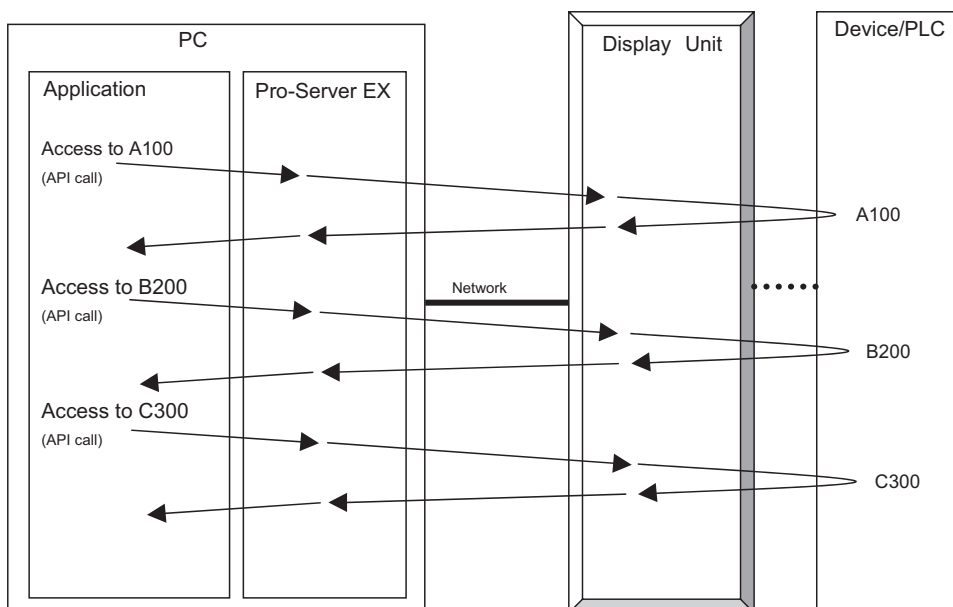 PC
Display Unit
Device/PLC
Application
Pro-Server EX
Access to A100
(API call)
A100
Access to B200
(API call)
Network
B200
Access to C300
(API call)
C300